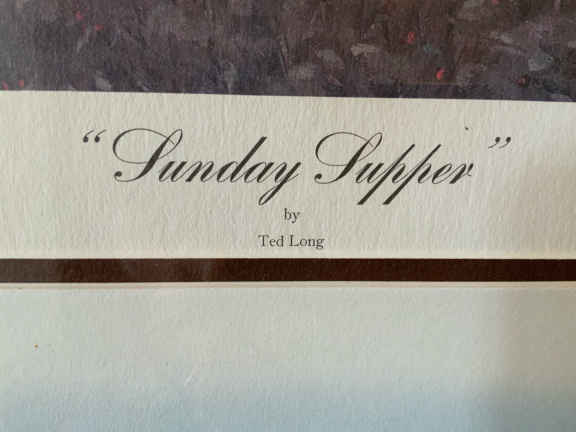 “Sunday Supper”
by
Ted Long